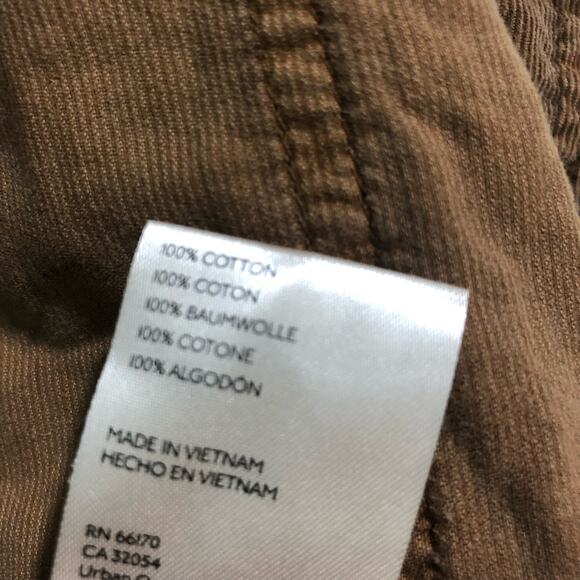 100% COTTON
100% COTON
100% BAUMWOLLE
100% COTONE
100% ALGODÓN
MADE IN VIETNAM
HECHO EN VIETNAM
RN 66170
CA 32054
Urban